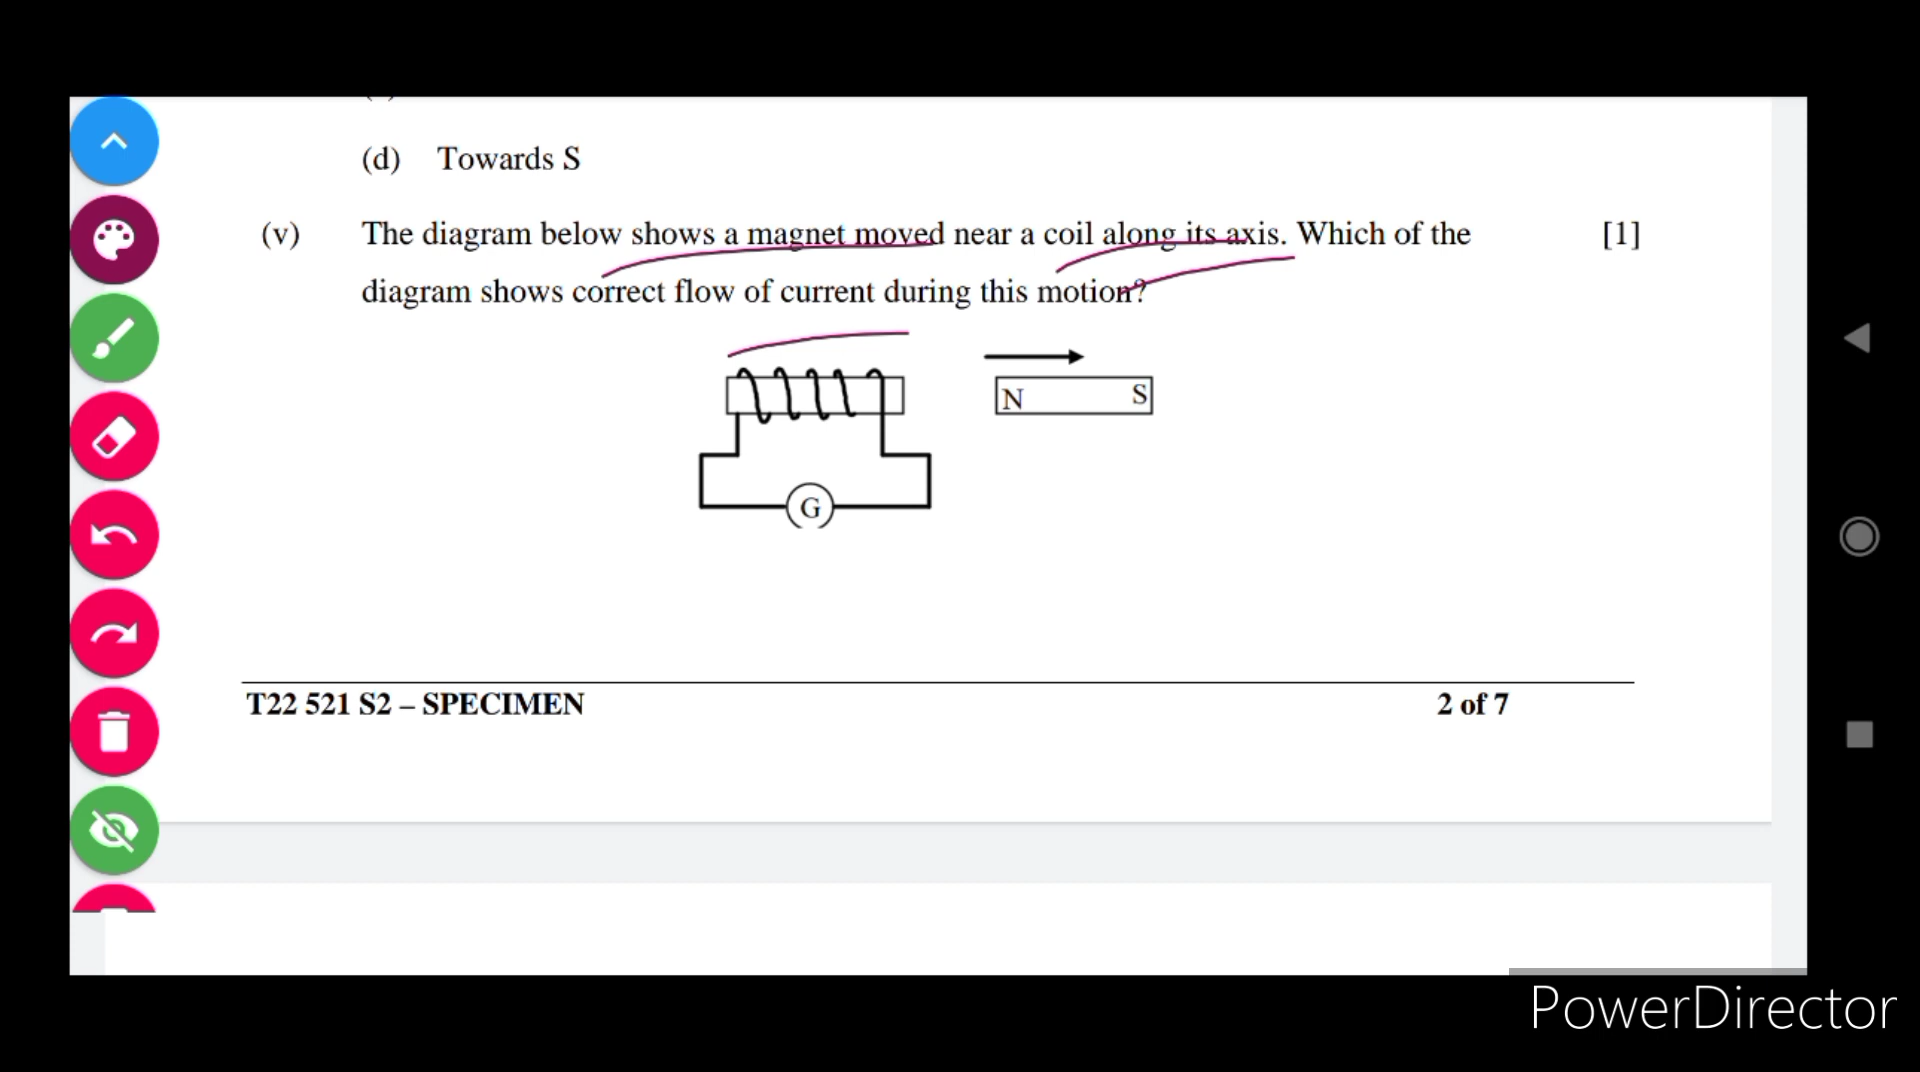 (d) Towards S
(v) The diagram below shows a magnet moved near a coil along its axis. Which of the [1]
diagram shows correct flow of current during this motion?
N S
G
T22 521 S2 – SPECIMEN 2 of 7
PowerDirector